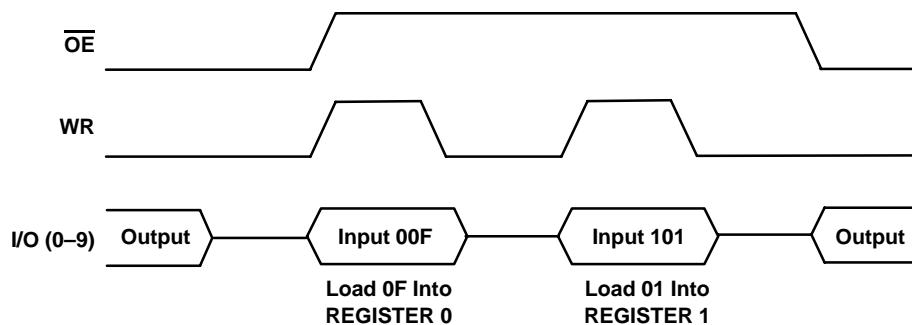 OE
WR
I/O (0–9) Output Input 00F Input 101 Output
Load 0F Into Load 01 Into
REGISTER 0 REGISTER 1